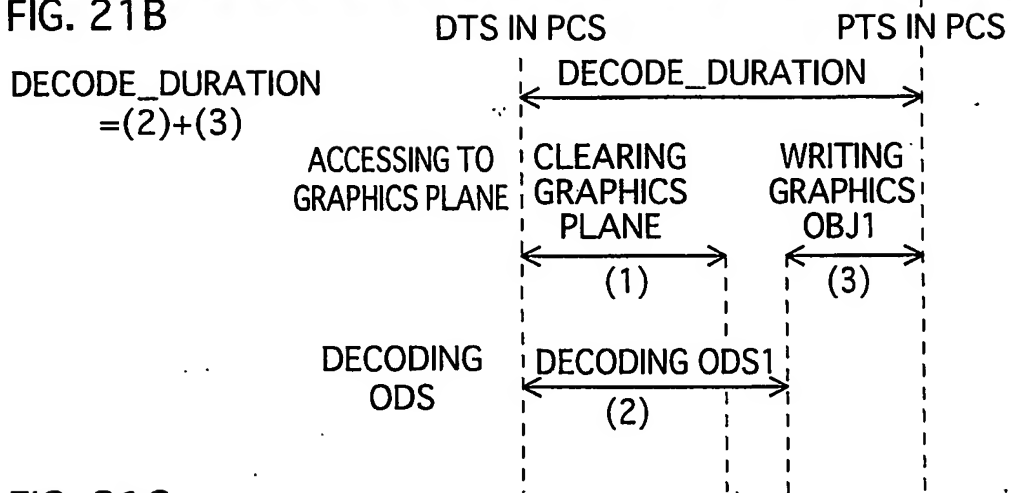 FIG. 21B
DTS IN PCS
PTS IN PCS
DECODE_DURATION
=(2)+(3)
DECODE_DURATION
ACCESSING TO
GRAPHICS PLANE
CLEARING
GRAPHICS
PLANE
(1)
WRITING
GRAPHICS
OBJ1
(3)
DECODING
ODS
DECODING ODS1
(2)